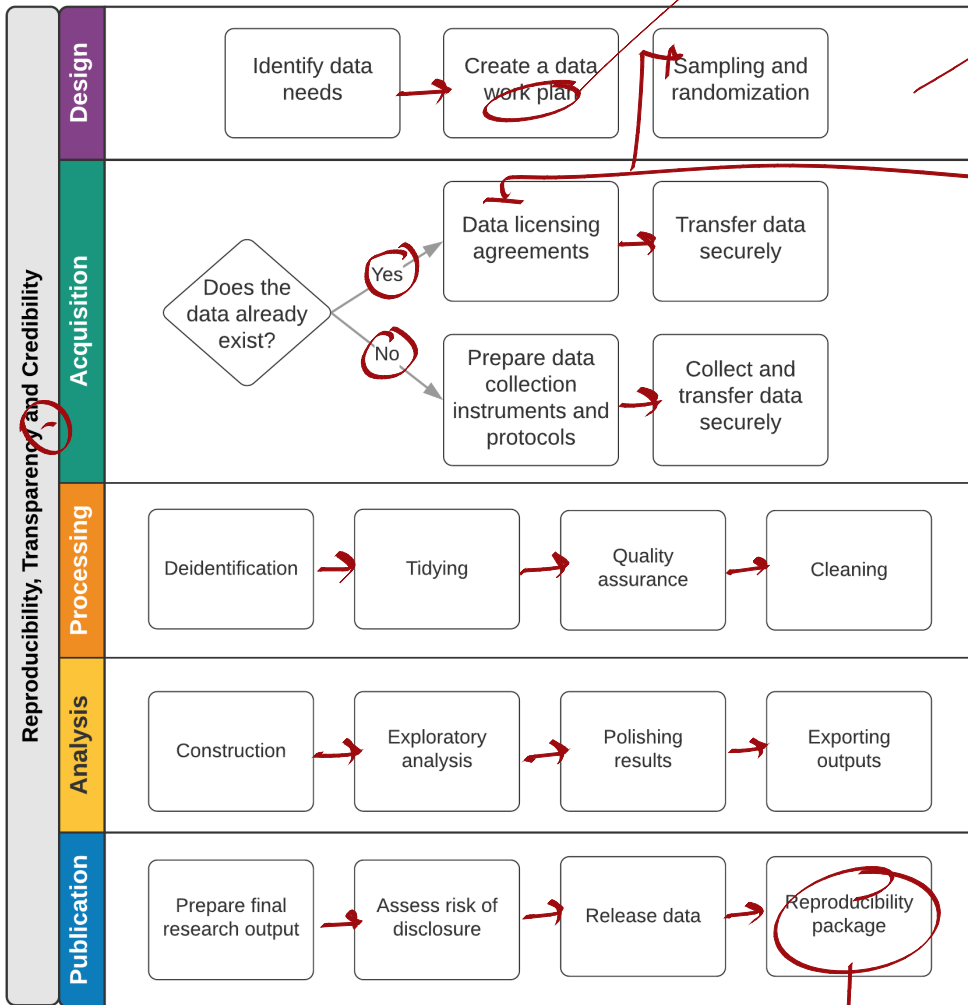 Reproducibility, Transparency and Credibility
Design
Identify data
needs
Create a data
work plan
Sampling and
randomization
Acquisition
Does the
data already
exist?
Yes
No
Data licensing
agreements
Transfer data
securely
Prepare data
collection
instruments and
protocols
Collect and
transfer data
securely
Processing
Deidentification
Tidying
Quality
assurance
Cleaning
Analysis
Construction
Exploratory
analysis
Polishing
results
Exporting
outputs
Publication
Prepare final
research output
Assess risk of
disclosure
Release data
Reproducibility
package